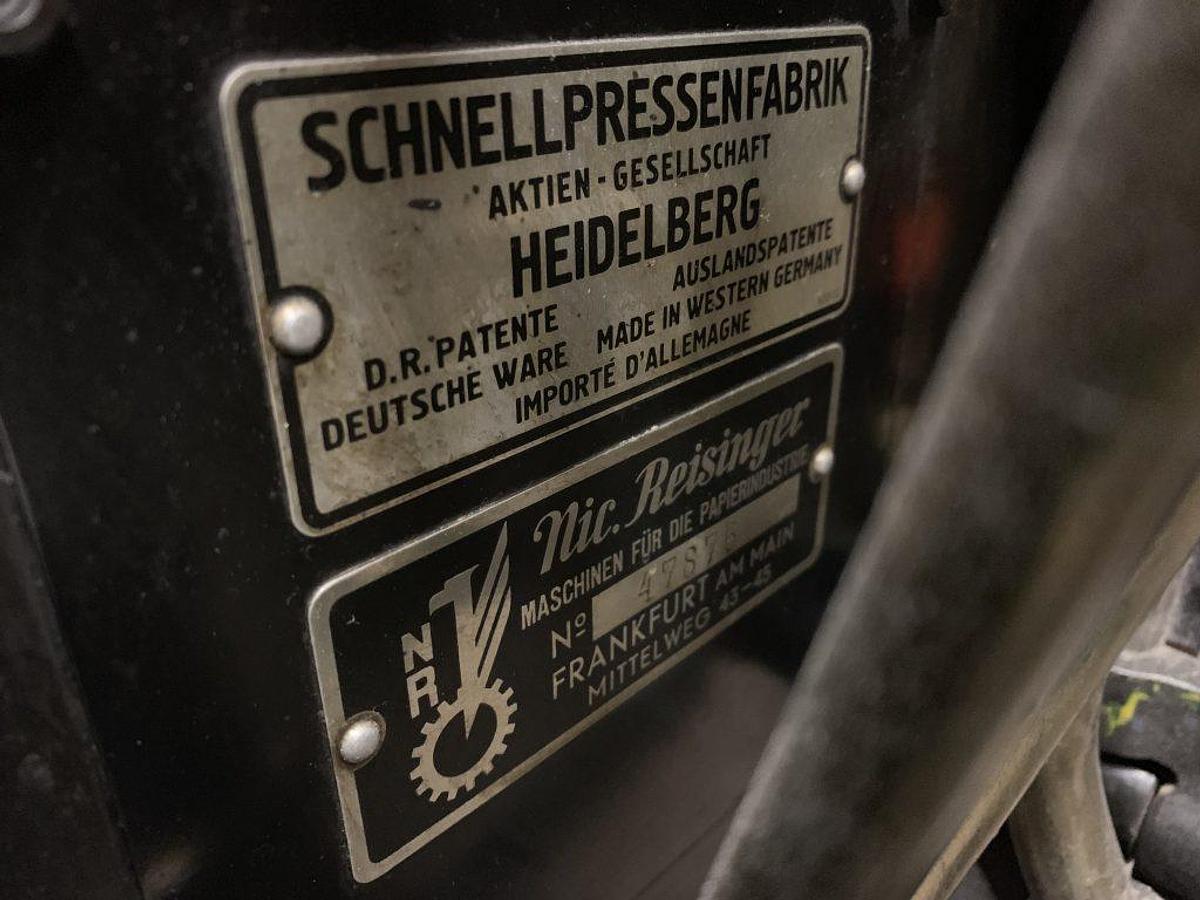 SCHNELLPRESSENFABRIK
AKTIEN-GESELLSCHAFT
HEIDELBERG
D.R. PATENTE AUSLANDSPATENTE
DEUTSCHE WARE MADE IN WESTERN GERMANY
IMPORTÉ D'ALLEMAGNE
Nic. Reisinger
MASCHINEN FÜR DIE PAPIERINDUSTRIE
Nº
FRANKFURT AM MAIN
MITTELWEG 43-45
NR